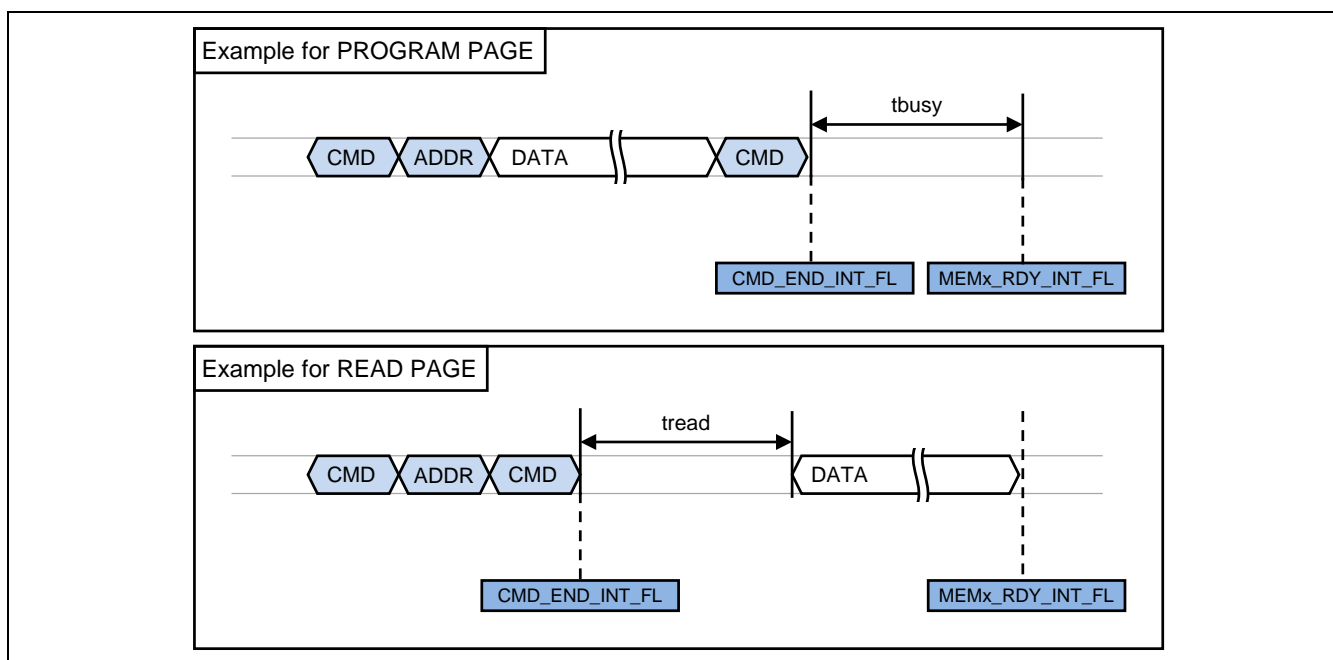 Example for PROGRAM PAGE
tbusy
CMD ADDR DATA CMD
CMD_END_INT_FL MEMx_RDY_INT_FL
Example for READ PAGE
tread
CMD ADDR CMD DATA
CMD_END_INT_FL MEMx_RDY_INT_FL